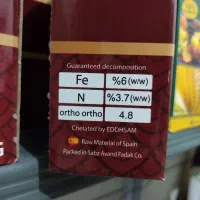 Guaranteed decomposition
Fe %6 (w/w)
N %3.7 (w/w)
ortho ortho 4.8
Chelated by EDDHSAM
Raw Material of Spain
Packed in Sabz Avand Fadak Co.
G